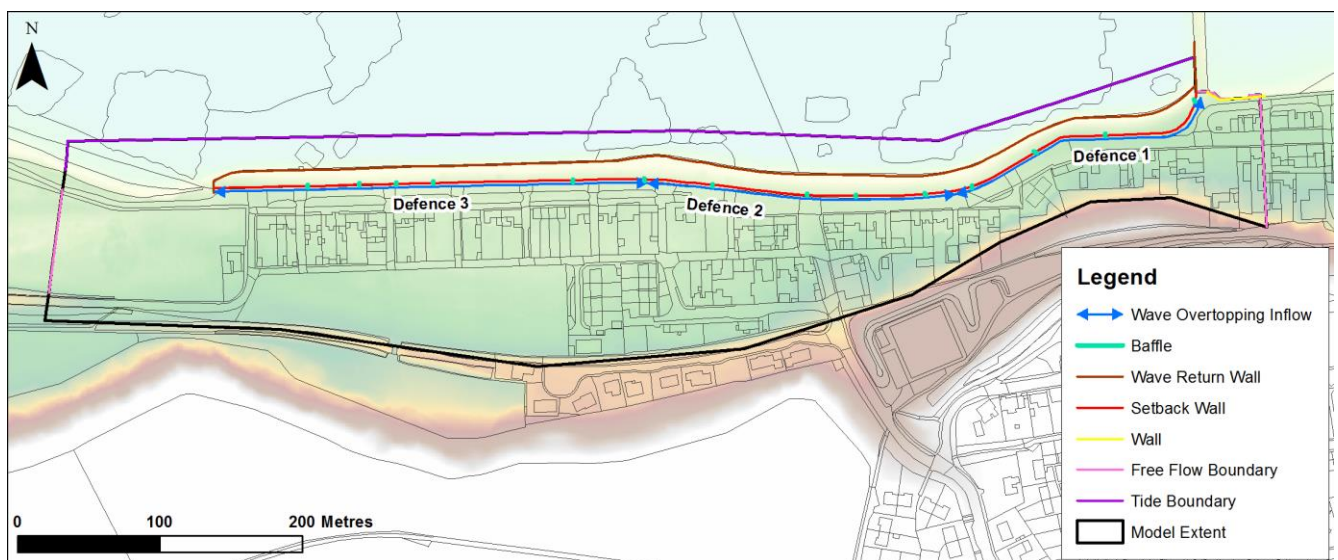 N
Defence 1
Defence 3
Defence 2
Legend
Wave Overtopping Inflow
Baffle
Wave Return Wall
Setback Wall
Wall
Free Flow Boundary
Tide Boundary
Model Extent
0 100 200 Metres